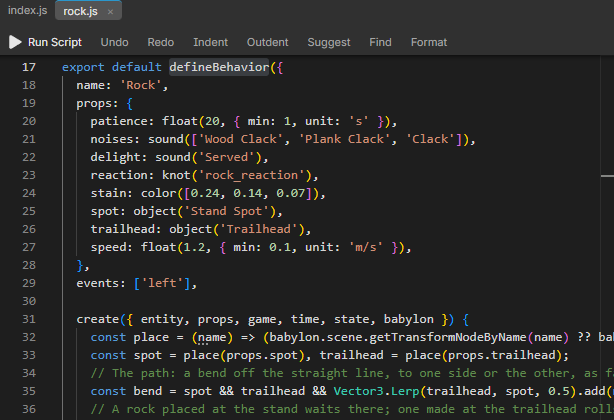 index.js rock.js ×
Run Script Undo Redo Indent Outdent Suggest Find Format
17 export default defineBehavior({
18 name: 'Rock',
19 props: {
20 patience: float(20, { min: 1, unit: 's' }),
21 noises: sound(['Wood Clack', 'Plank Clack', 'Clack']),
22 delight: sound('Served'),
23 reaction: knot('rock_reaction'),
24 stain: color([0.24, 0.14, 0.07]),
25 spot: object('Stand Spot'),
26 trailhead: object('Trailhead'),
27 speed: float(1.2, { min: 0.1, unit: 'm/s' }),
28 },
29 events: ['left'],
30
31 create({ entity, props, game, time, state, babylon }) {
32 const place = (name) => (babylon.scene.getTransformNodeByName(name) ?? bab
33 const spot = place(props.spot), trailhead = place(props.trailhead);
34 // The path: a bend off the straight line, to one side or the other, as fa
35 const bend = spot && trailhead && Vector3.Lerp(trailhead, spot, 0.5).add(
36 // A rock placed at the stand waits there; one made at the trailhead roll